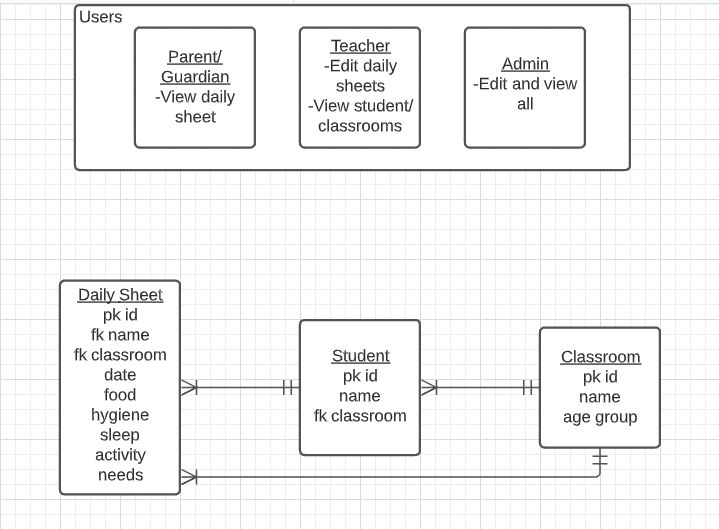 Users
Parent/
Guardian
-View daily
sheet
Teacher
-Edit daily
sheets
-View student/
classrooms
Admin
-Edit and view
all
Daily Sheet
pk id
fk name
fk classroom
date
food
hygiene
sleep
activity
needs
Student
pk id
name
fk classroom
Classroom
pk id
name
age group